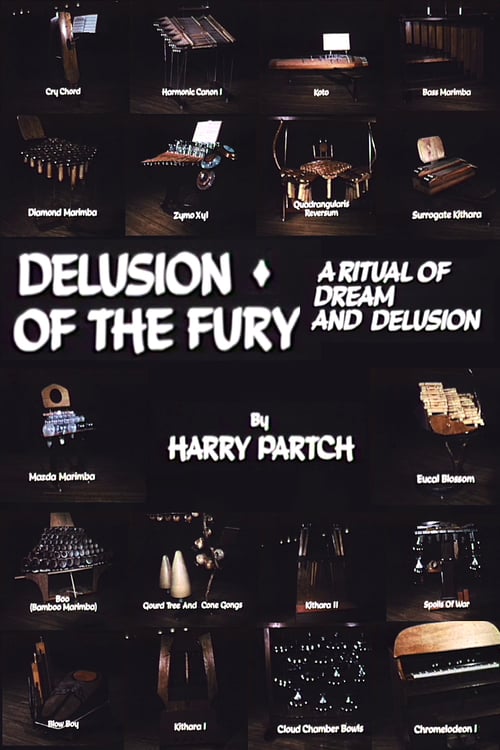 Cry Chord
Harmonic Canon I
Koto
Bass Marimba
Diamond Marimba
Zymo Xyl
Quadrangularis
Reversum
Surrogate Kithara
DELUSION ♦
OF THE FURY
A RITUAL OF
DREAM
AND DELUSION
By
HARRY PARTCH
Mazda Marimba
Eucal Blossom
Boo
(Bamboo Marimba)
Gourd Tree And Cone Gongs
Kithara II
Spoils Of War
Blow Boy
Kithara I
Cloud Chamber Bowls
Chromelodeon I